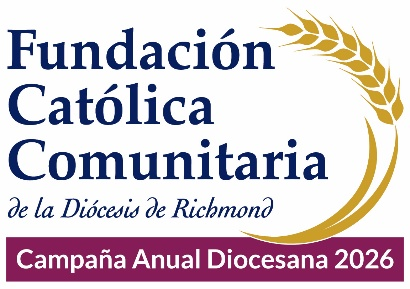 Fundación
Católica
Comunitaria
de la Diócesis de Richmond
Campaña Anual Diocesana 2026